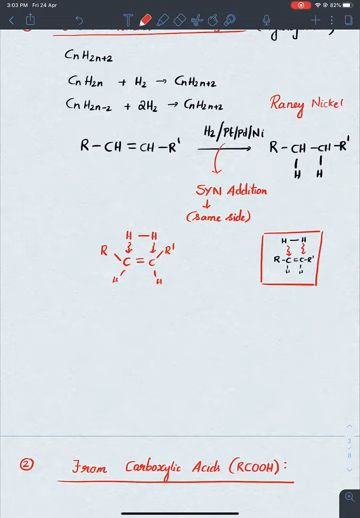 3:03 PM Fri 24 Apr
82%
CnH2n+2
CnH2n + H2 → CnH2n+2
CnH2n-2 + 2H2 → CnH2n+2
Raney Nickel
R-CH=CH-R' H2/Pt/Pd/Ni → R-CH-CH-R'
H H
SYN Addition
↓
(same side)
H-H
R R'
C=C
H H
H-H
R-C=C-R'
H H
② From Carboxylic Acids (RCOOH):